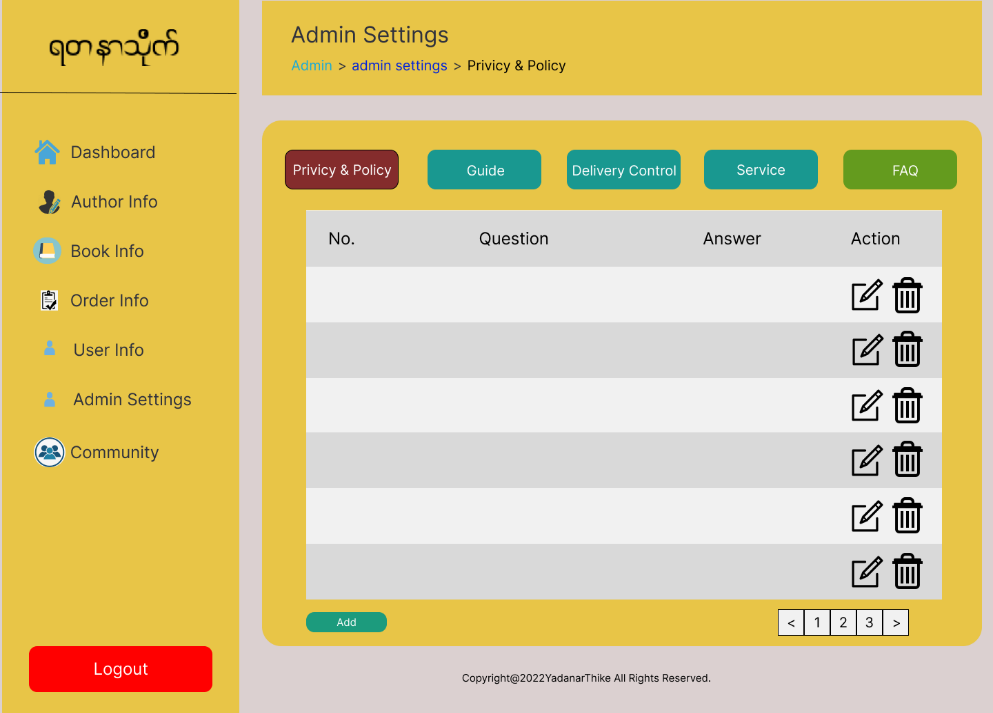 ရတနာသိုက်
Admin Settings
Admin > admin settings > Privicy & Policy
Dashboard
Author Info
Book Info
Order Info
User Info
Admin Settings
Community
Logout
Privicy & Policy
Guide
Delivery Control
Service
FAQ
No. Question Answer Action
Add
< 1 2 3 >
Copyright@2022YadanarThike All Rights Reserved.